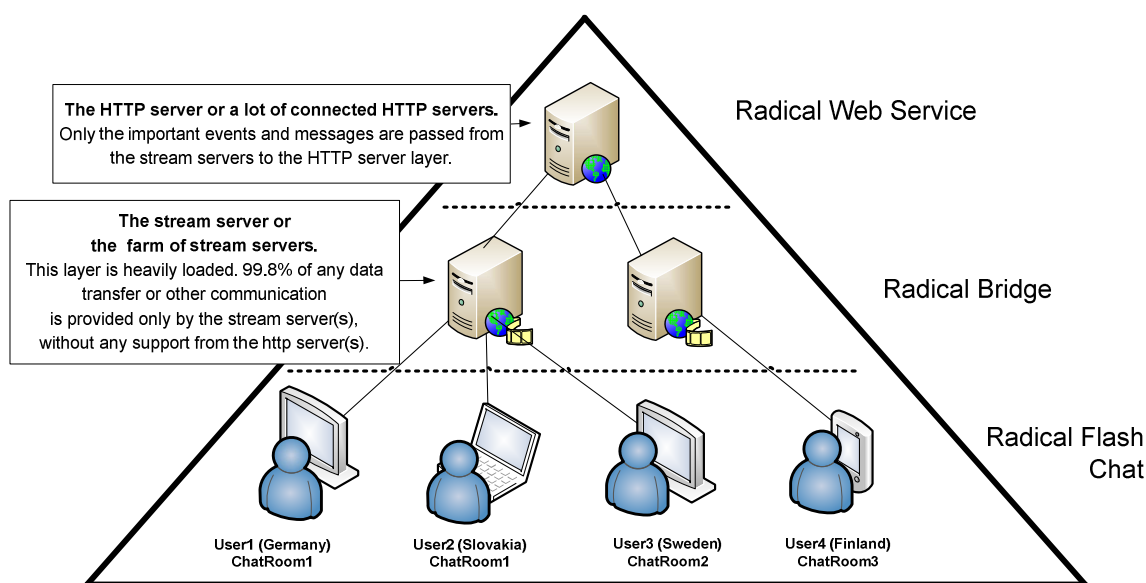 The HTTP server or a lot of connected HTTP servers.
Only the important events and messages are passed from
the stream servers to the HTTP server layer.
Radical Web Service
The stream server or
the farm of stream servers.
This layer is heavily loaded. 99.8% of any data
transfer or other communication
is provided only by the stream server(s),
without any support from the http server(s).
Radical Bridge
Radical Flash
Chat
User1 (Germany)
ChatRoom1
User2 (Slovakia)
ChatRoom1
User3 (Sweden)
ChatRoom2
User4 (Finland)
ChatRoom3